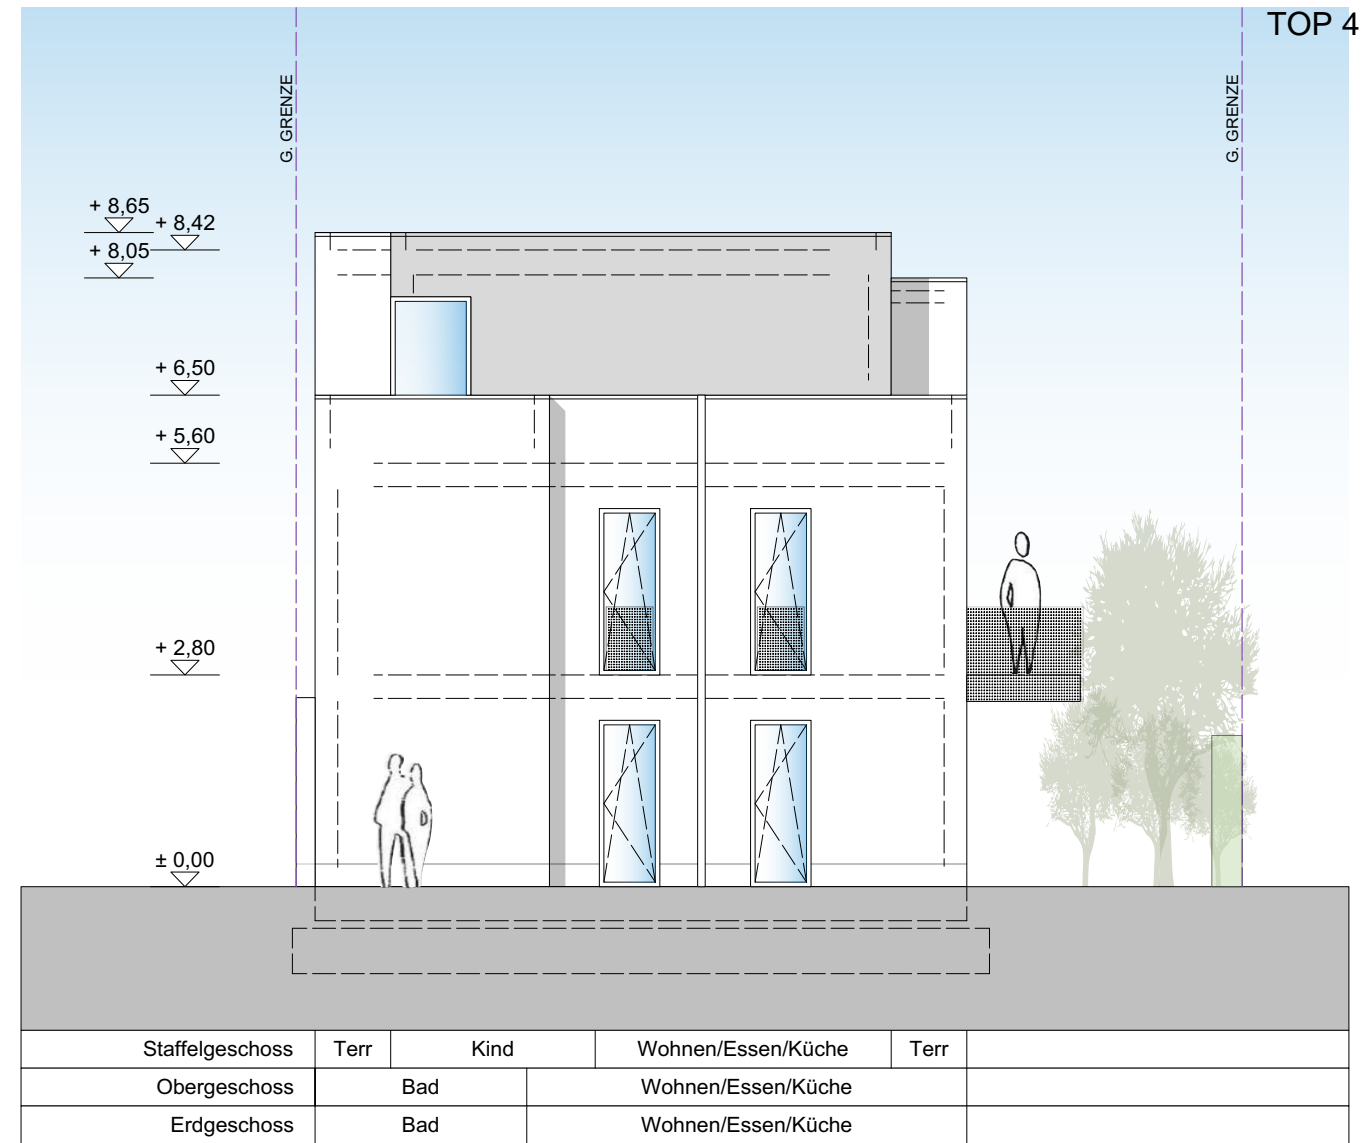 TOP 4
G. GRENZE
G. GRENZE
+ 8,65
+ 8,42
+ 8,05
+ 6,50
+ 5,60
+ 2,80
± 0,00
Staffelgeschoss Terr Kind Wohnen/Essen/Küche Terr
Obergeschoss Bad Wohnen/Essen/Küche
Erdgeschoss Bad Wohnen/Essen/Küche